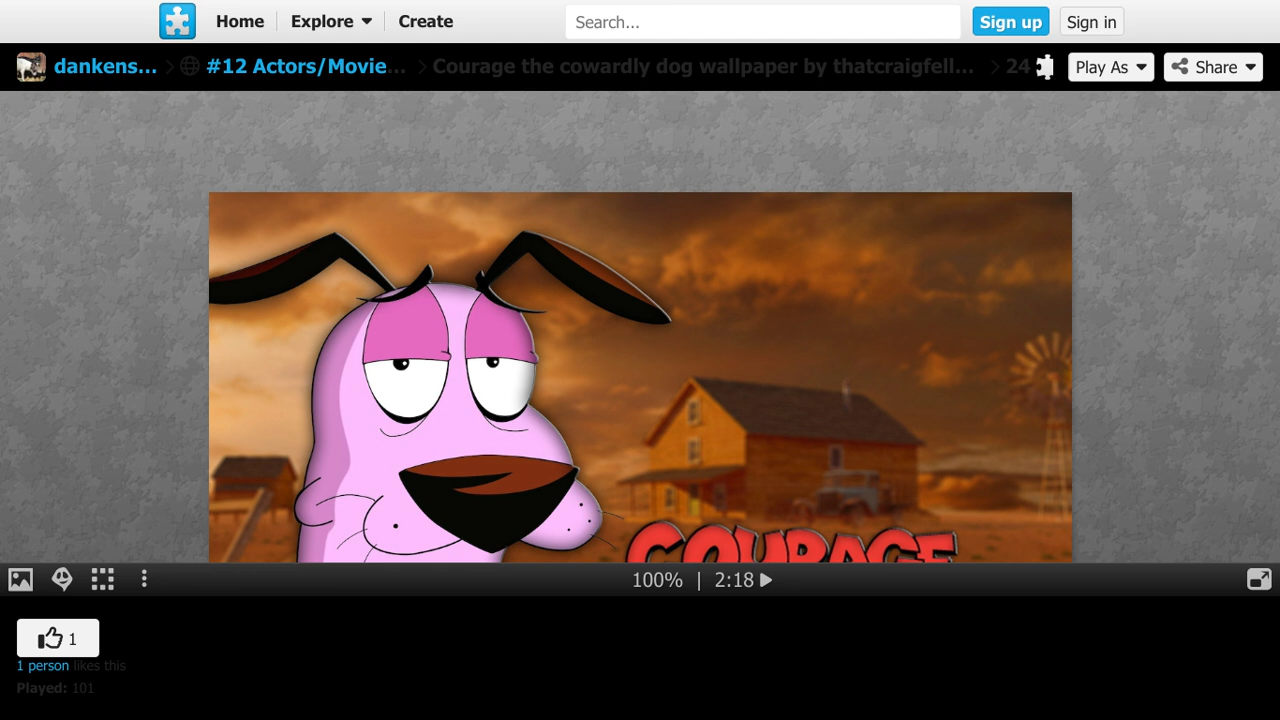 Home Explore Create Search... Sign up Sign in
dankens... #12 Actors/Movie... Courage the cowardly dog wallpaper by thatcraigfell... 24 Play As Share
COURAGE
100% | 2:18
1
1 person likes this
Played: 101